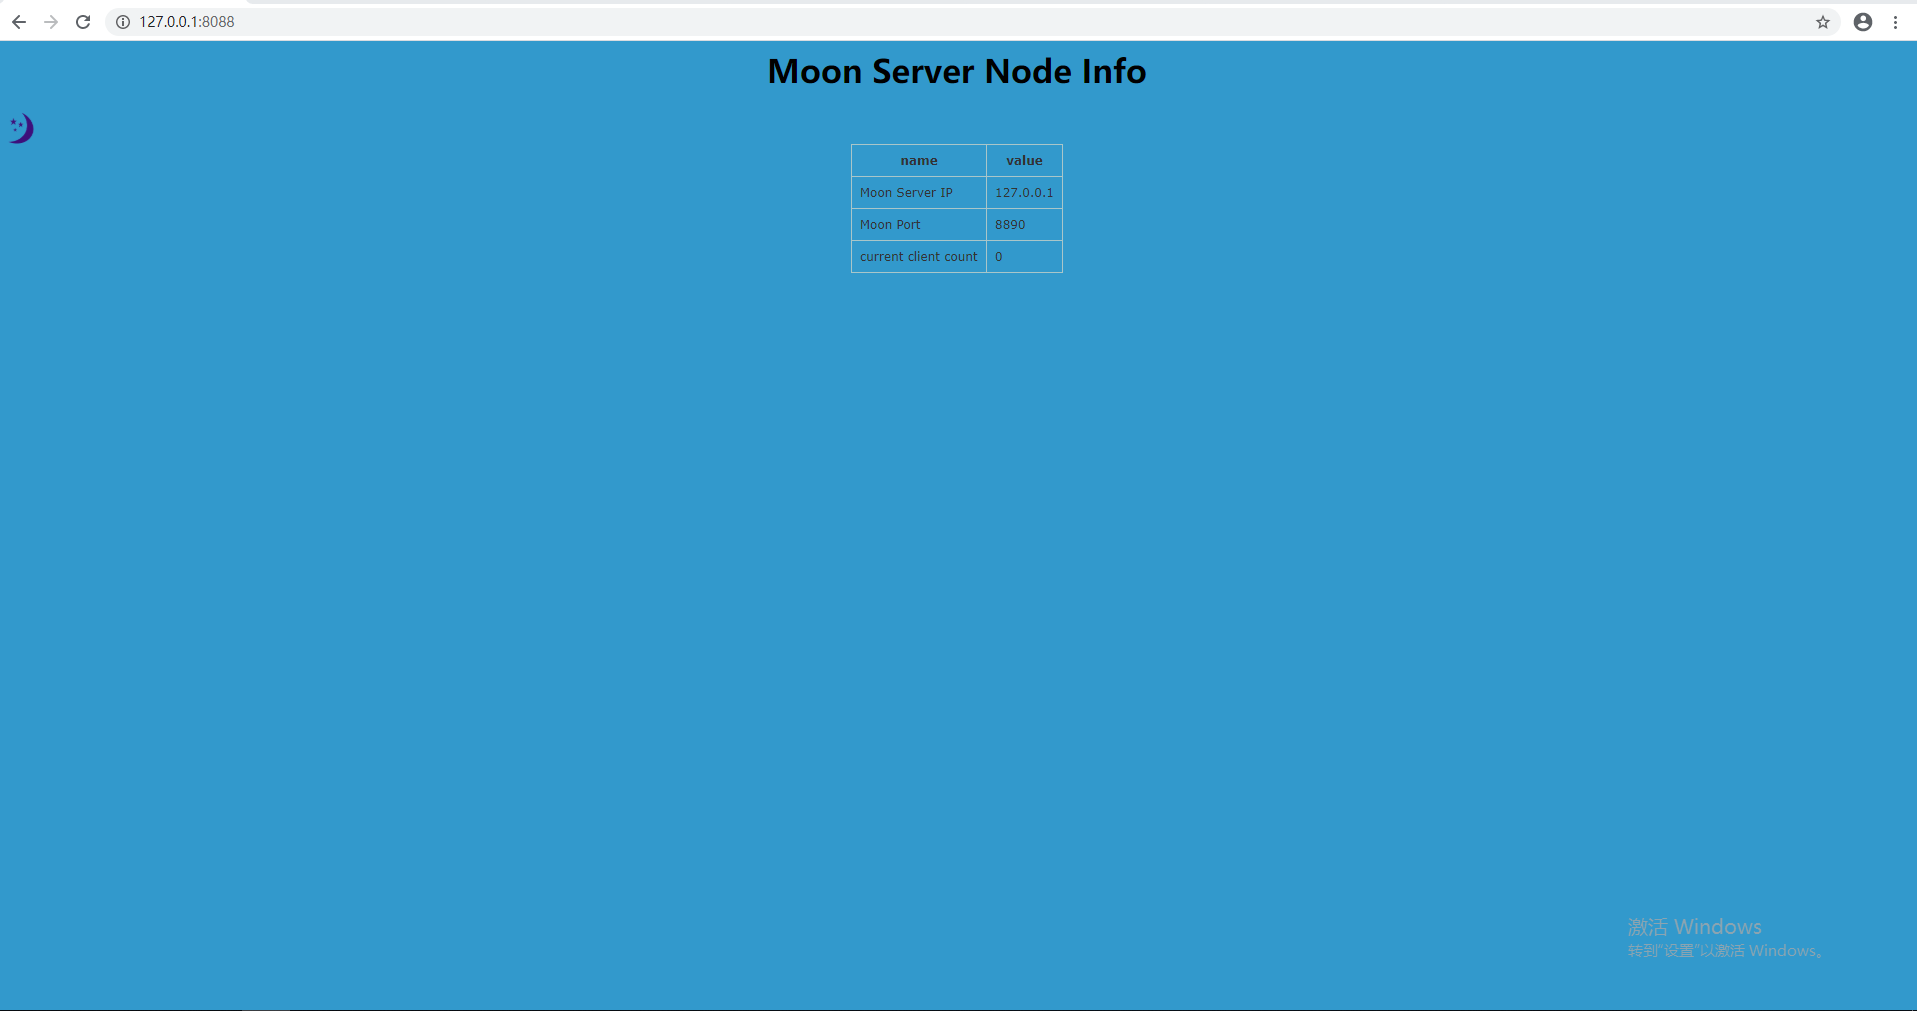 127.0.0.1:8088
Moon Server Node Info
name value
Moon Server IP 127.0.0.1
Moon Port 8890
current client count 0
激活 Windows
转到"设置"以激活 Windows。